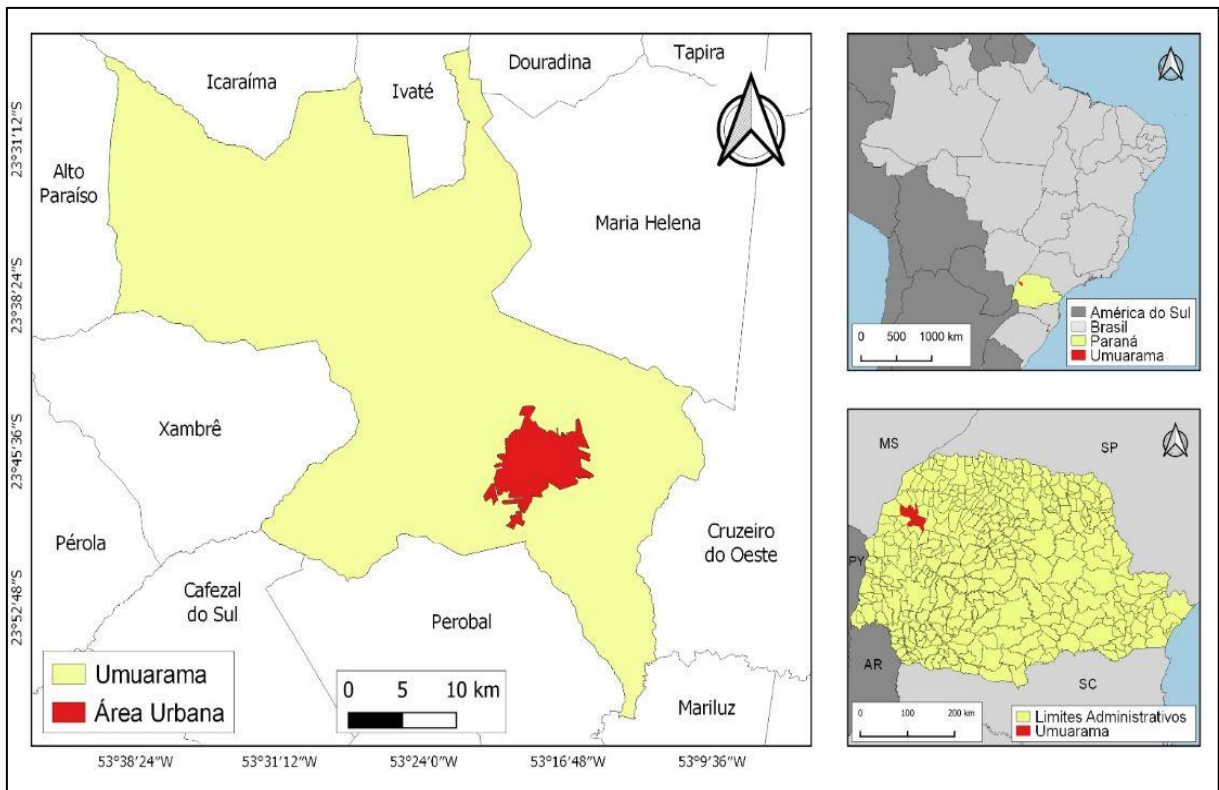 Icaraíma
Ivaté
Douradina
Tapira
Alto
Paraíso
Maria Helena
Xambrê
Pérola
Cafezal
do Sul
Perobal
Cruzeiro
do Oeste
Mariluz
Umuarama
Área Urbana
0 5 10 km
23°31'12"S
23°38'24"S
23°45'36"S
23°52'48"S
53°38'24"W
53°31'12"W
53°24'0"W
53°16'48"W
53°9'36"W
América do Sul
Brasil
Paraná
Umuarama
0 500 1000 km
MS
SP
PY
AR
SC
0 100 200 km
Limites Administrativos
Umuarama